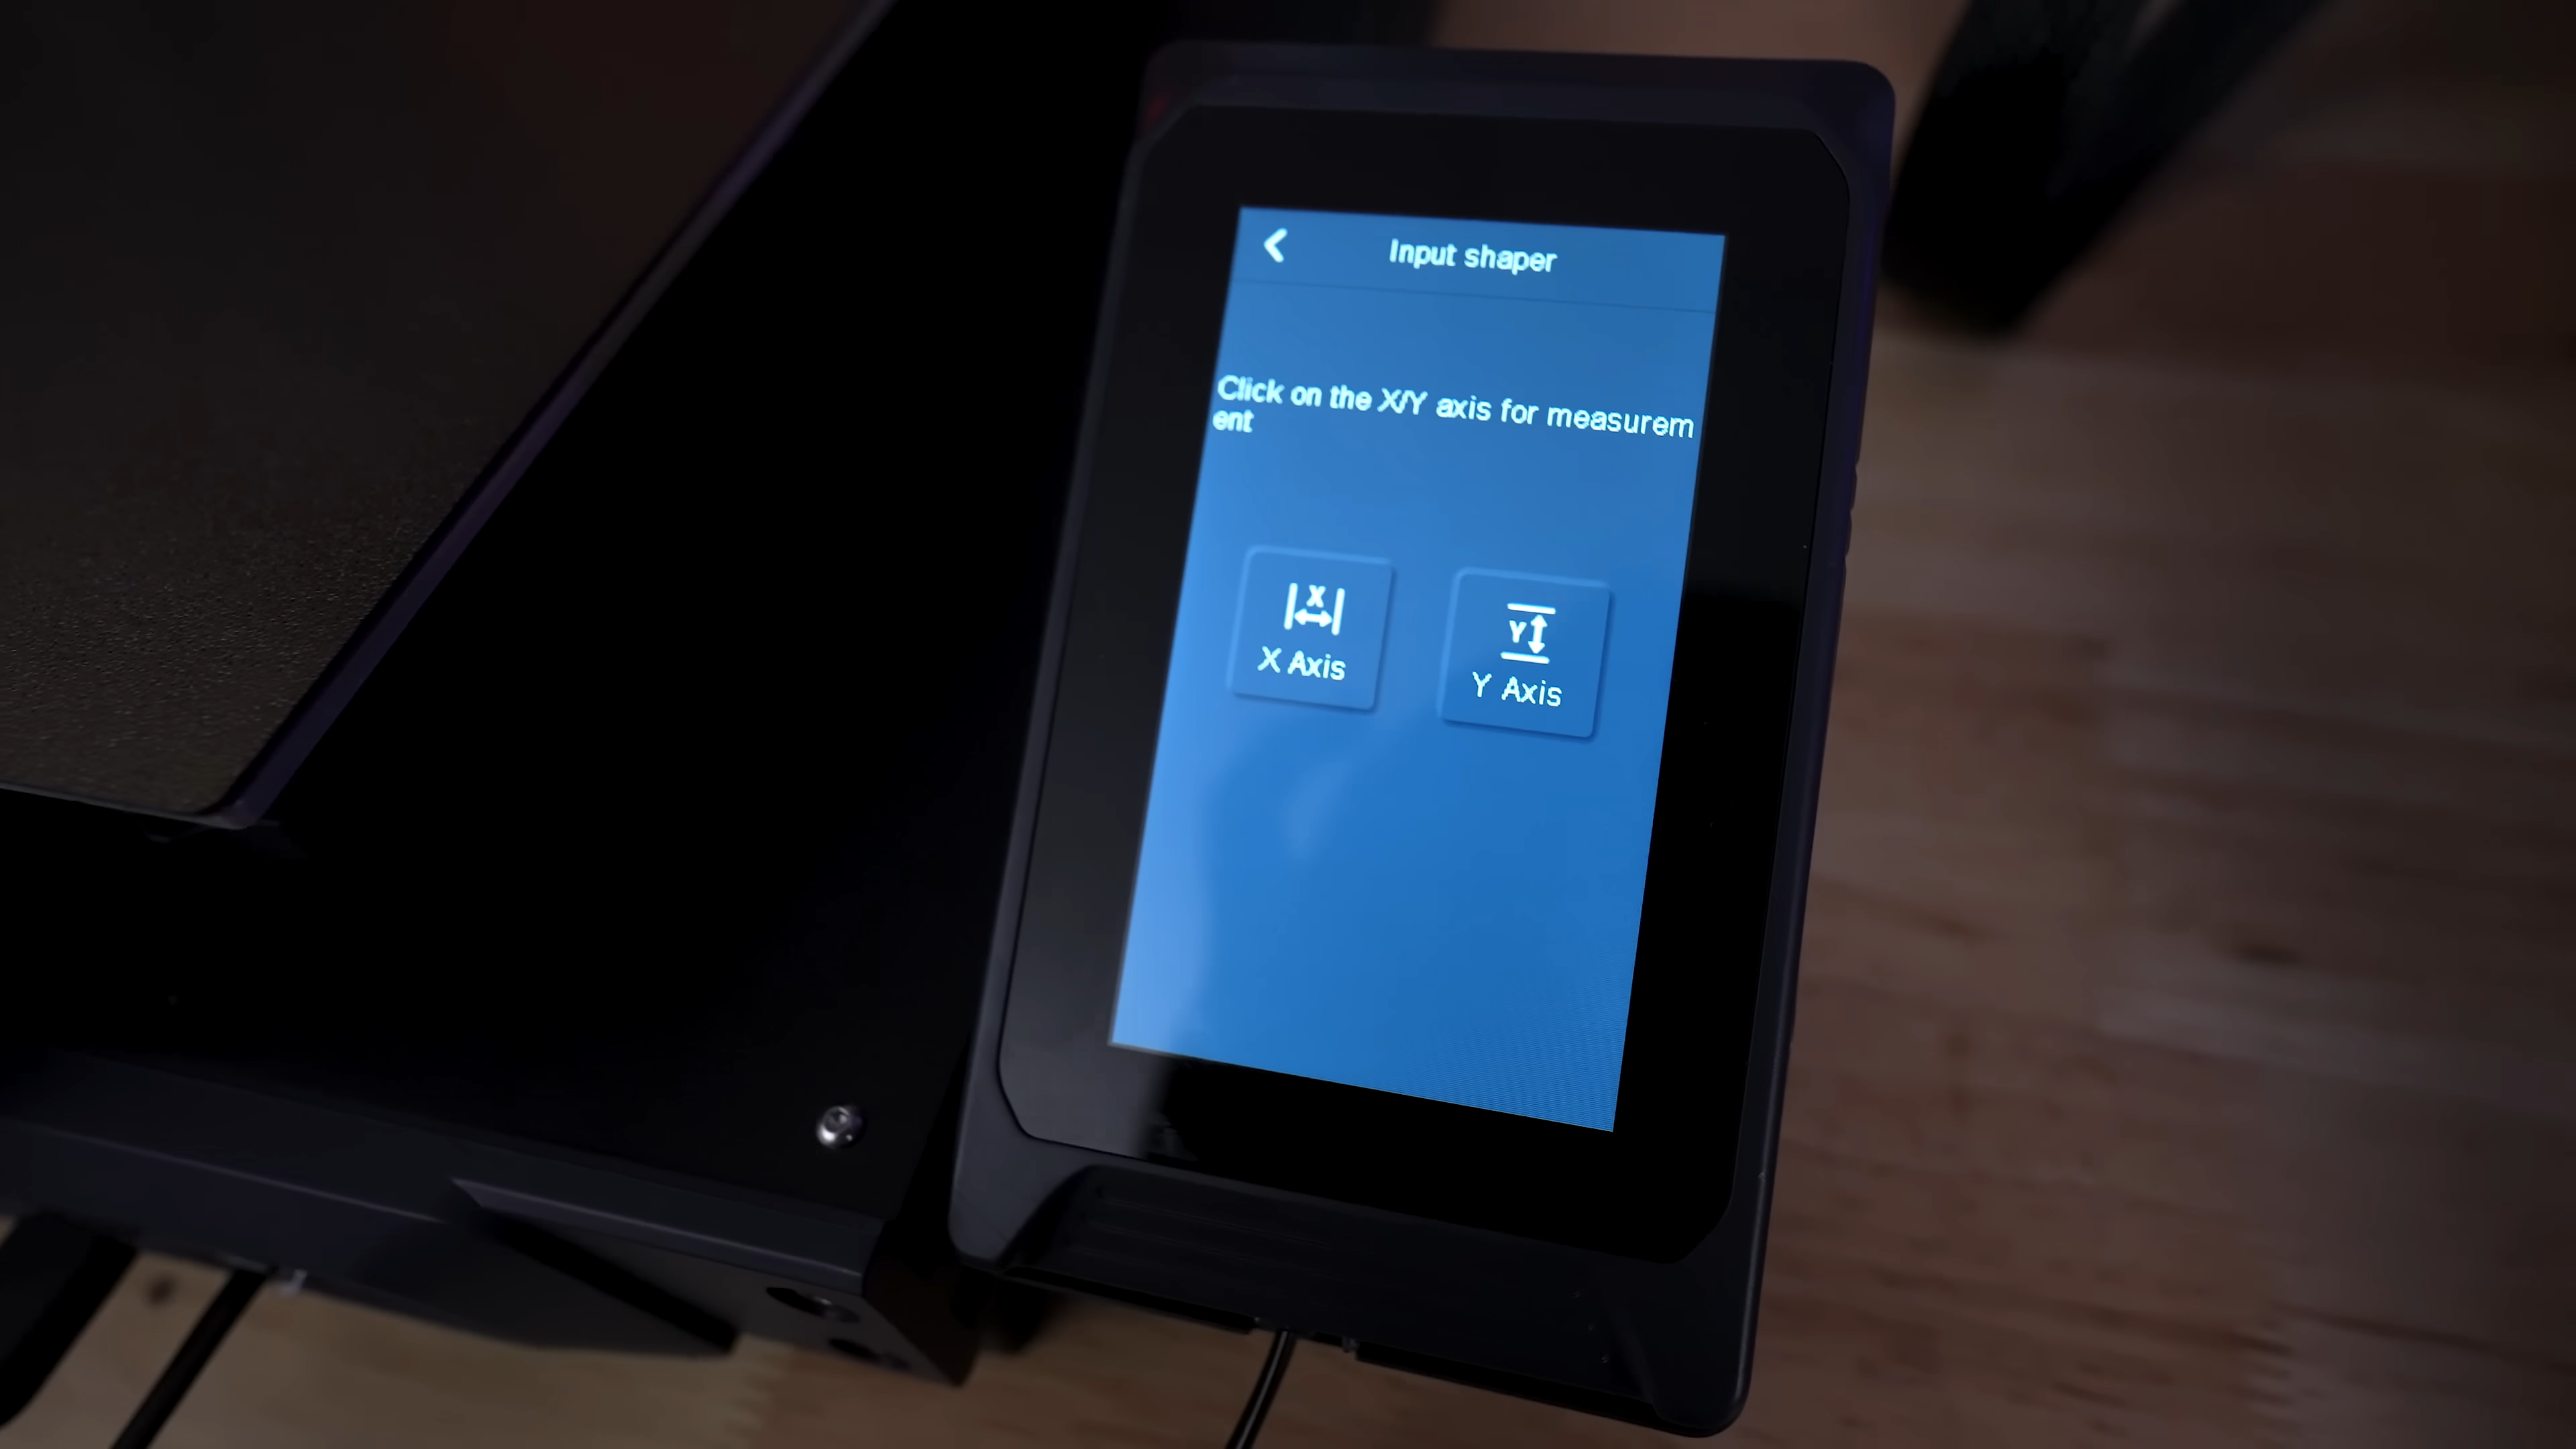 Input shaper
Click on the X/Y axis for measurem
ent
X
X Axis
Y
Y Axis